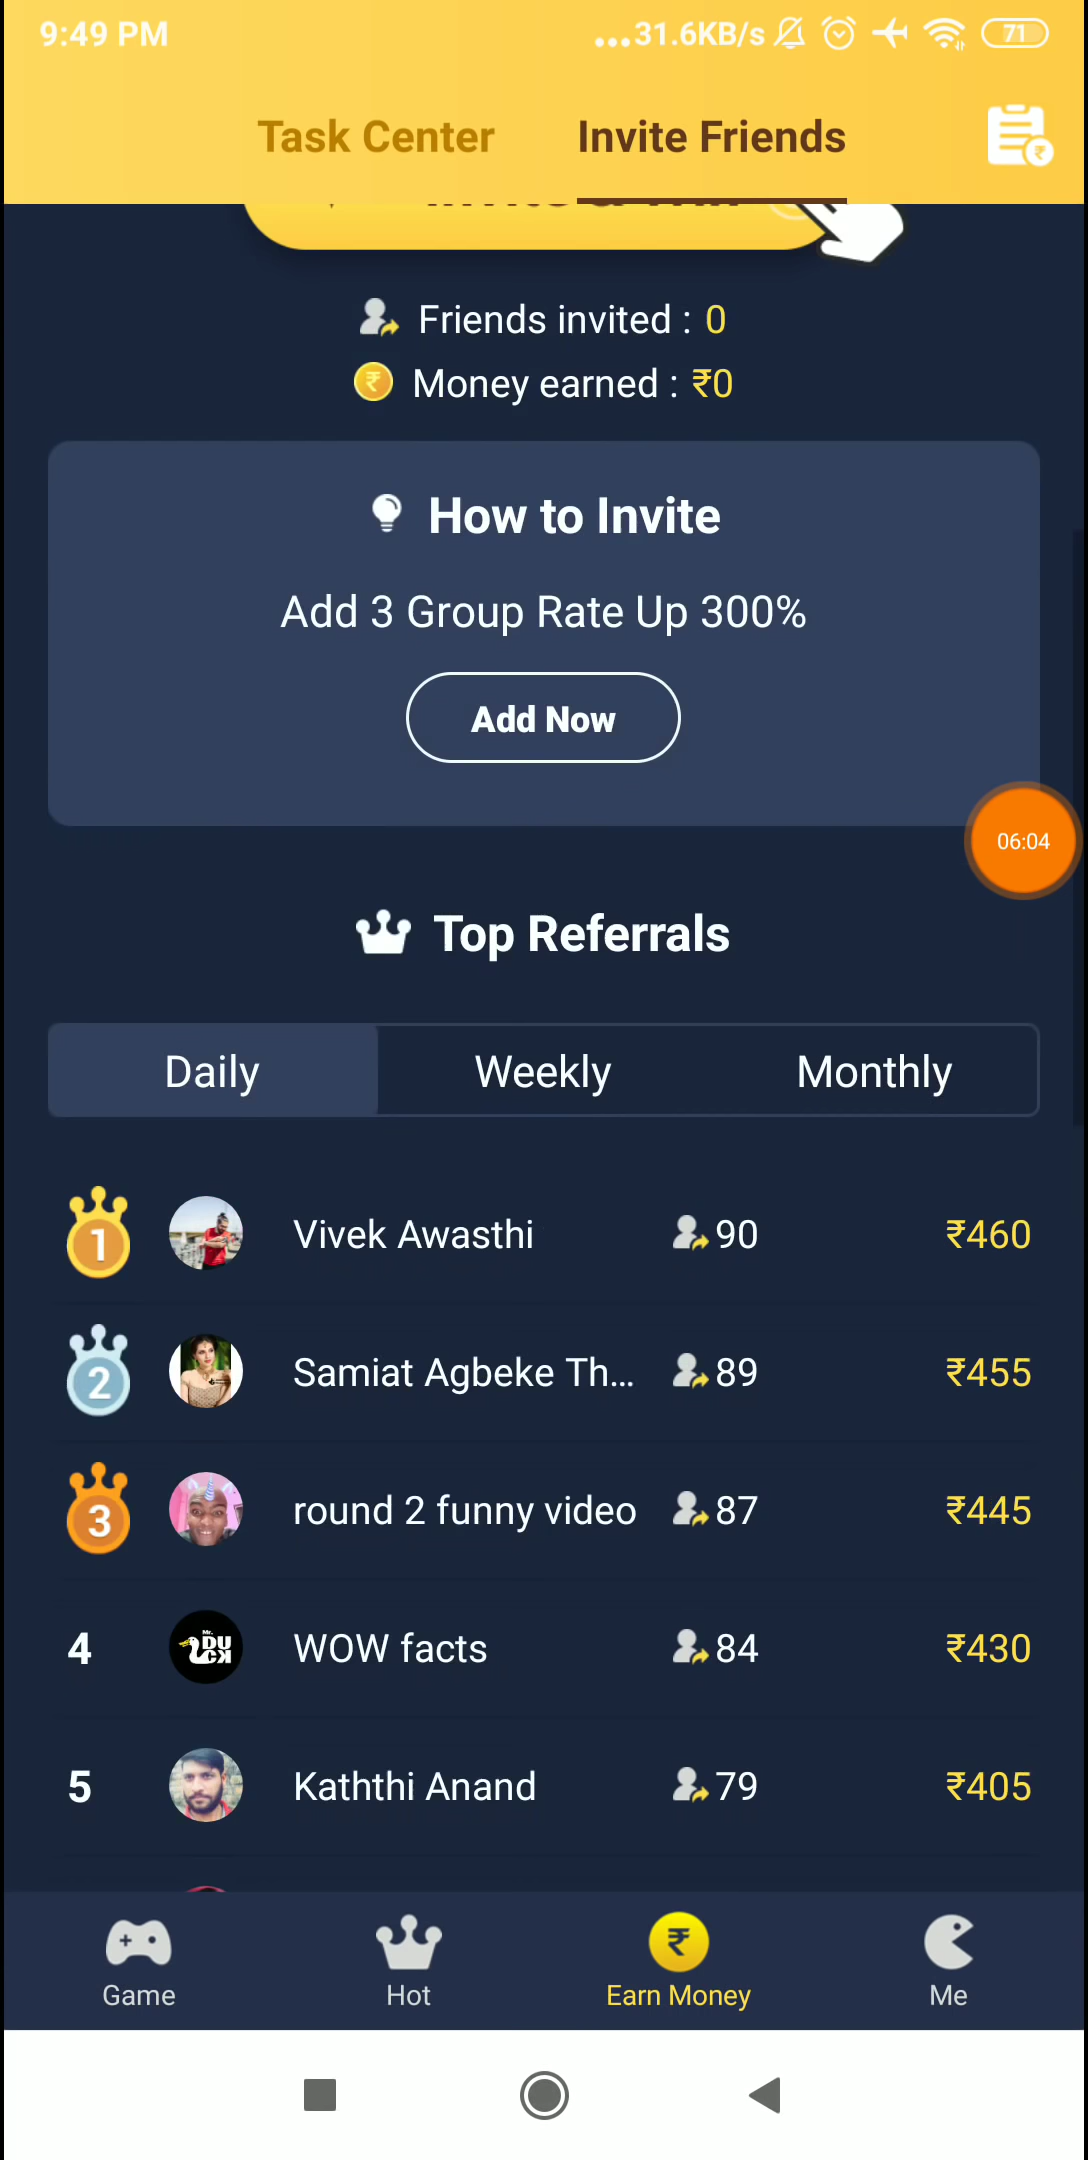 9:49 PM
...31.6KB/s
71
Task Center
Invite Friends
Friends invited : 0
Money earned : ₹0
How to Invite
Add 3 Group Rate Up 300%
Add Now
06:04
Top Referrals
Daily
Weekly
Monthly
1 Vivek Awasthi 90 ₹460
2 Samiat Agbeke Th... 89 ₹455
3 round 2 funny video 87 ₹445
4 Mr. DUCK WOW facts 84 ₹430
5 Kaththi Anand 79 ₹405
Game
Hot
Earn Money
Me